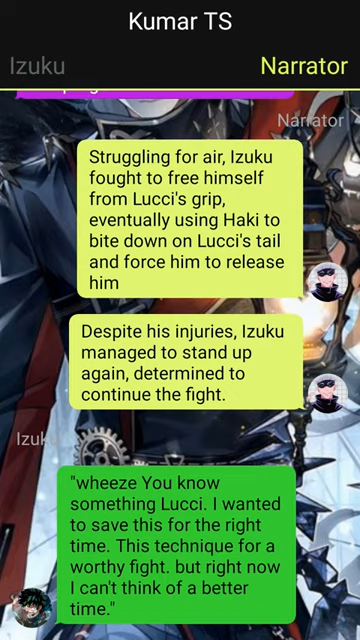 Kumar TS
Izuku
Narrator
Narrator
Struggling for air, Izuku
fought to free himself
from Lucci's grip,
eventually using Haki to
bite down on Lucci's tail
and force him to release
him
Despite his injuries, Izuku
managed to stand up
again, determined to
continue the fight.
"wheeze You know
something Lucci. I wanted
to save this for the right
time. This technique for a
worthy fight. but right now
I can't think of a better
time."